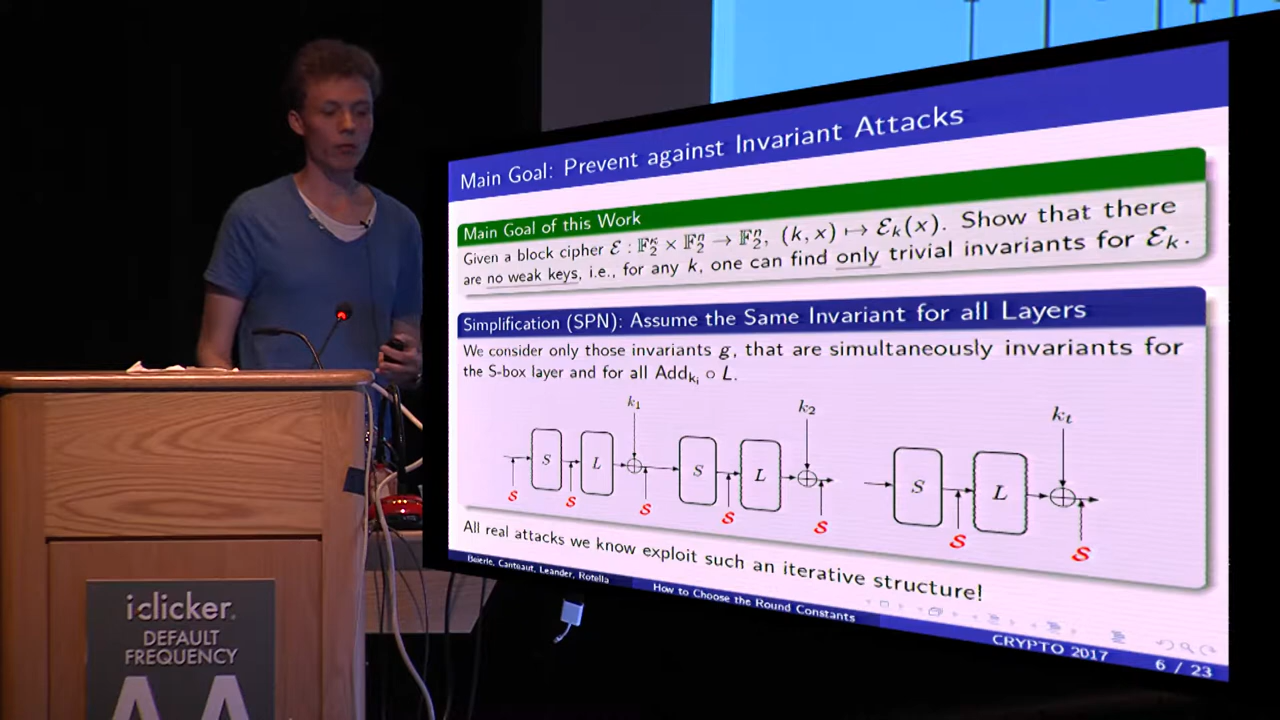 Main Goal: Prevent against Invariant Attacks
Main Goal of this Work
Given a block cipher ℰ : 𝔽₂^κ × 𝔽₂ⁿ → 𝔽₂ⁿ, (k, x) ↦ ℰₖ(x). Show that there
are no weak keys, i.e., for any k, one can find only trivial invariants for ℰₖ.
Simplification (SPN): Assume the Same Invariant for all Layers
We consider only those invariants g, that are simultaneously invariants for
the S-box layer and for all Add_{k_i} ∘ L.
k₁ k₂ kₜ
S L S L S L
S S S S S S S
All real attacks we know exploit such an iterative structure!
Beierle, Canteaut, Leander, Rotella How to Choose the Round Constants CRYPTO 2017 6 / 23
iclicker.
DEFAULT
FREQUENCY
AA